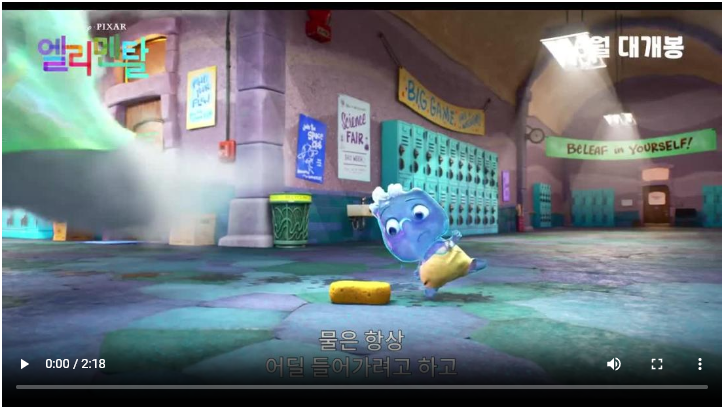 PIXAR
엘리멘탈
월 대개봉
BIG GAME
Science
FAIR
BELEAF in YOURSELF!
물은 항상
어딜 들어가려고 하고
0:00 / 2:18